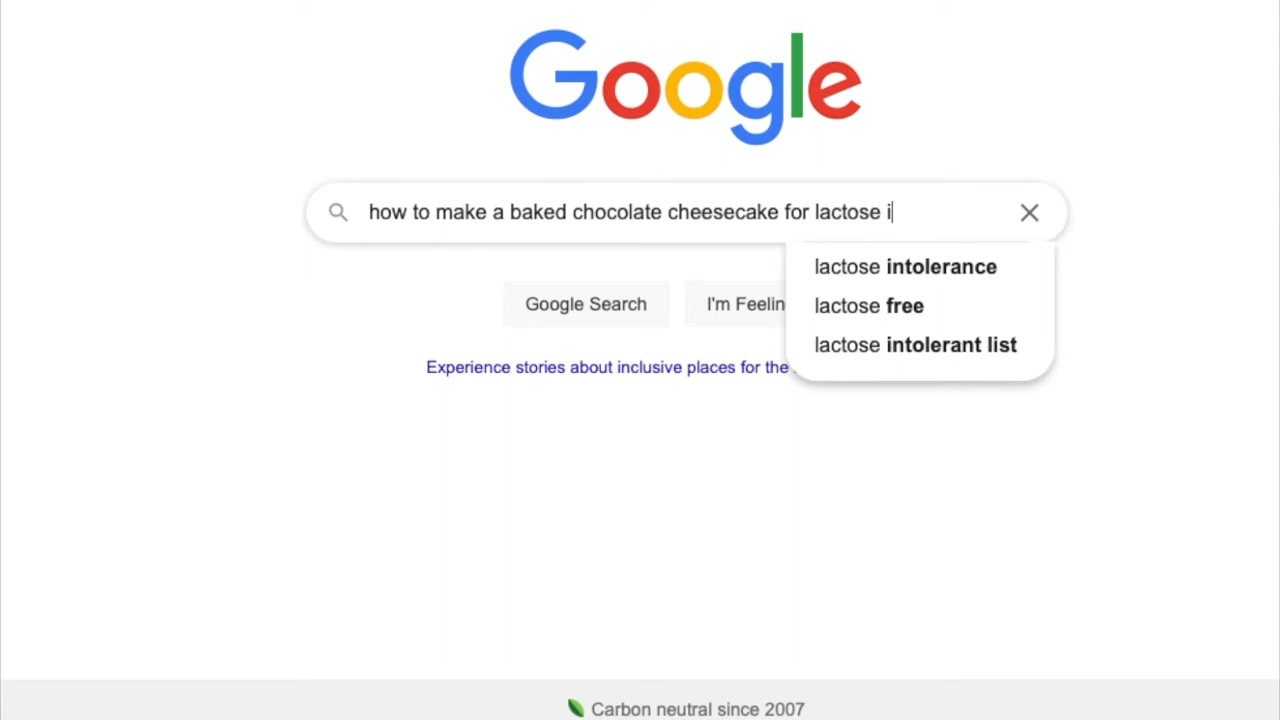 Google
how to make a baked chocolate cheesecake for lactose i
lactose intolerance
lactose free
lactose intolerant list
Google Search
I'm Feelin
Experience stories about inclusive places for the
Carbon neutral since 2007